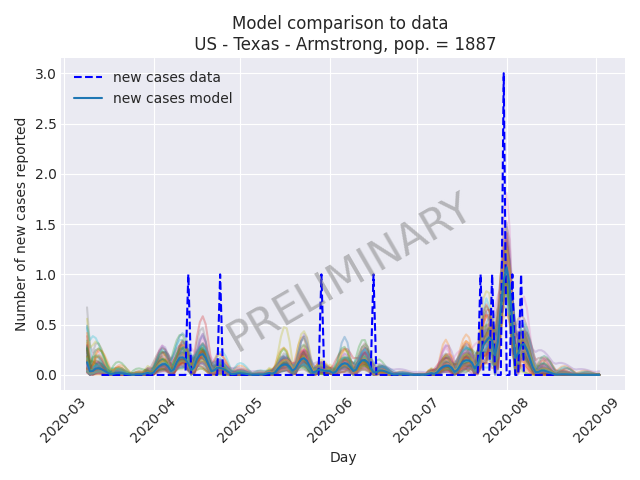 Model comparison to data
US - Texas - Armstrong, pop. = 1887
new cases data
new cases model
PRELIMINARY
Number of new cases reported
3.0
2.5
2.0
1.5
1.0
0.5
0.0
2020-03
2020-04
2020-05
2020-06
2020-07
2020-08
2020-09
Day